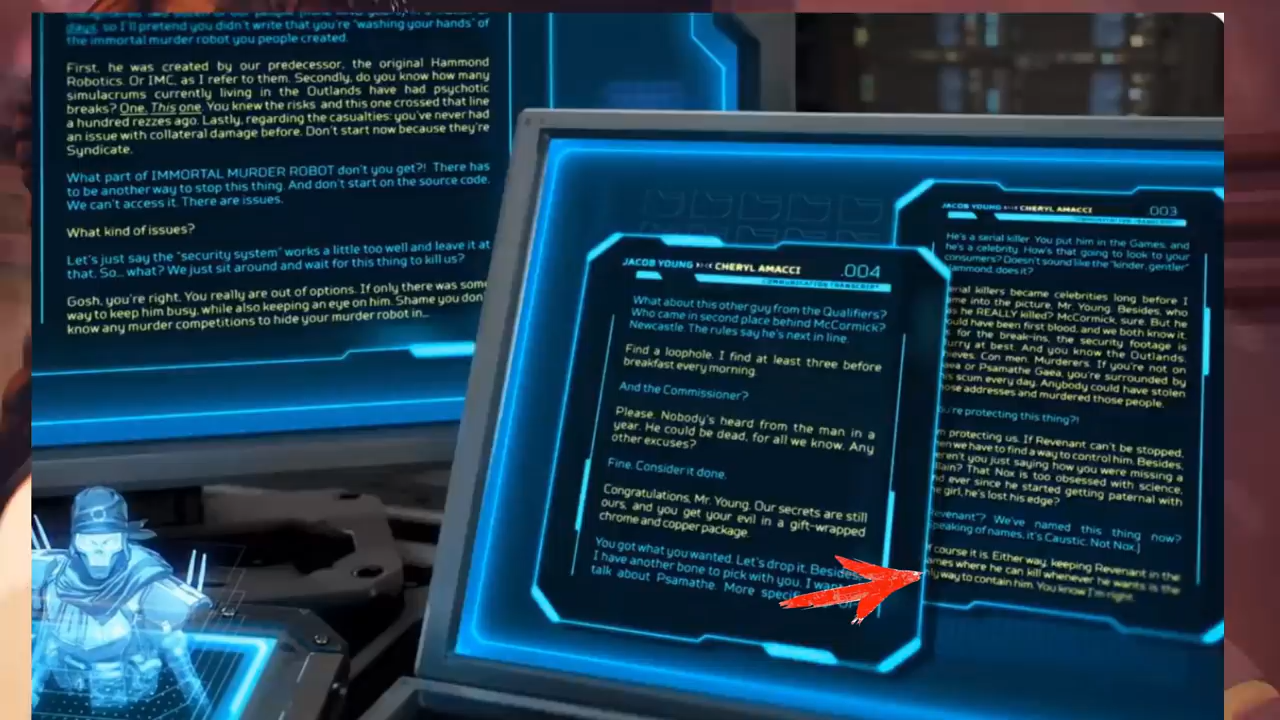 days, so I'll pretend you didn't write that you're "washing your hands" of
the immortal murder robot you people created.
First, he was created by our predecessor, the original Hammond
Robotics. Or IMC, as I refer to them. Secondly, do you know how many
simulacrums currently living in the Outlands have had psychotic
breaks? One. This one. You knew the risks and this one crossed that line
a hundred rezzes ago. Lastly, regarding the casualties: you've never had
an issue with collateral damage before. Don't start now because they're
Syndicate.
What part of IMMORTAL MURDER ROBOT don't you get?! There has
to be another way to stop this thing. And don't start on the source code.
We can't access it. There are issues.
What kind of issues?
Let's just say the "security system" works a little too well and leave it at
that. So... what? We just sit around and wait for this thing to kill us?
Gosh, you're right. You really are out of options. If only there was some
way to keep him busy, while also keeping an eye on him. Shame you don
know any murder competitions to hide your murder robot in...
JACOB YOUNG CHERYL AMACCI .004
COMMUNICATION TRANSCRIPT
What about this other guy from the Qualifiers?
Who came in second place behind McCormick?
Newcastle. The rules say he's next in line.
Find a loophole. I find at least three before
breakfast every morning.
And the Commissioner?
Please. Nobody's heard from the man in a
year. He could be dead, for all we know. Any
other excuses?
Fine. Consider it done.
Congratulations, Mr. Young. Our secrets are still
ours, and you get your evil in a gift-wrapped
chrome and copper package.
You got what you wanted. Let's drop it. Besides,
I have another bone to pick with you. I want
talk about Psamathe. More specif
JACOB YOUNG CHERYL AMACCI 003
COMMUNICATION TRANSCRIPT
He's a serial killer. You put him in the Games, and
he's a celebrity. How's that going to look to your
consumers? Doesn't sound like the "kinder, gentler"
ammond, does it?
erial killers became celebrities long before I
ame into the picture, Mr. Young. Besides, who
as he REALLY killed? McCormick, sure. But he
ould have been first blood, and we both know it.
s for the break-ins, the security footage is
urry at best. And you know the Outlands.
ieves. Con men. Murderers. If you're not on
ea or Psamathe Gaea, you're surrounded by
s scum every day. Anybody could have stolen
ose addresses and murdered those people.
u're protecting this thing?!
m protecting us. If Revenant can't be stopped,
en we have to find a way to control him. Besides,
ren't you just saying how you were missing a
llain? That Nox is too obsessed with science,
nd ever since he started getting paternal with
e girl, he's lost his edge?
evenant"? We've named this thing now?
peaking of names, it's Caustic. Not Nox.]
f course it is. Either way, keeping Revenant in the
ames where he can kill whenever he wants is the
nly way to contain him. You know I'm right.